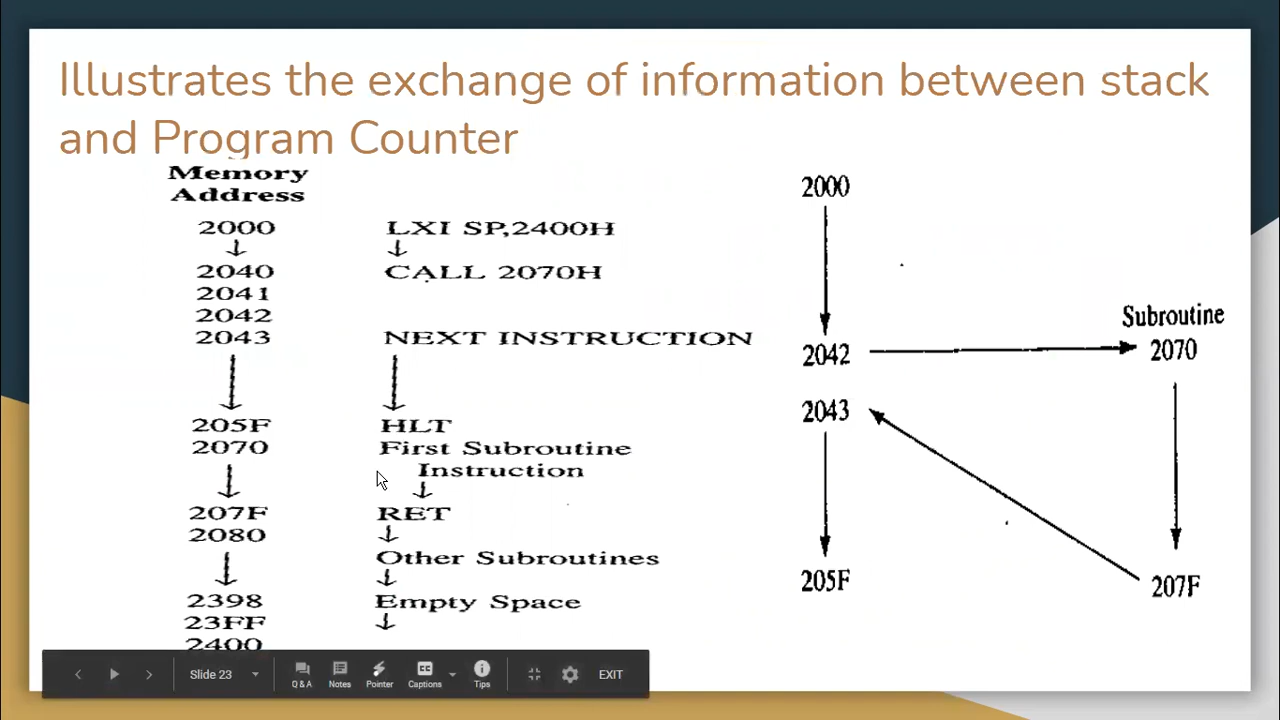 Illustrates the exchange of information between stack
and Program Counter
Memory
Address
2000 LXI SP,2400H
2040 CALL 2070H
2041
2042
2043 NEXT INSTRUCTION
205F HLT
2070 First Subroutine
Instruction
207F RET
2080
Other Subroutines
2398 Empty Space
23FF
2400
2000
Subroutine
2042 2070
2043
205F 207F
Slide 23 Q & A Notes Pointer Captions Tips EXIT
CC